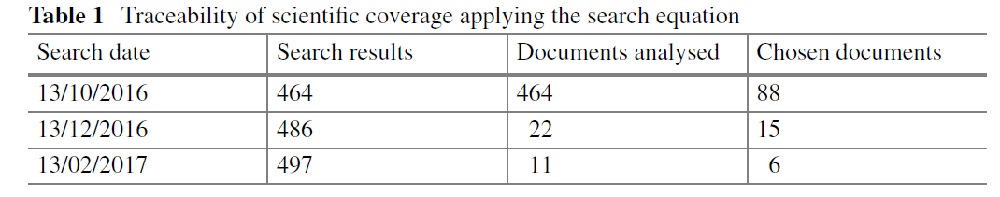 Table 1 Traceability of scientific coverage applying the search equation
Search date Search results Documents analysed Chosen documents
13/10/2016 464 464 88
13/12/2016 486 22 15
13/02/2017 497 11 6